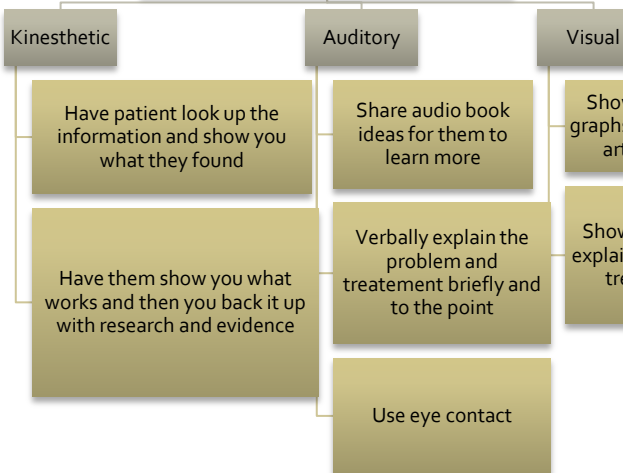 Kinesthetic
Have patient look up the
information and show you
what they found
Have them show you what
works and then you back it up
with research and evidence
Auditory
Share audio book
ideas for them to
learn more
Verbally explain the
problem and
treatement briefly and
to the point
Use eye contact
Visual